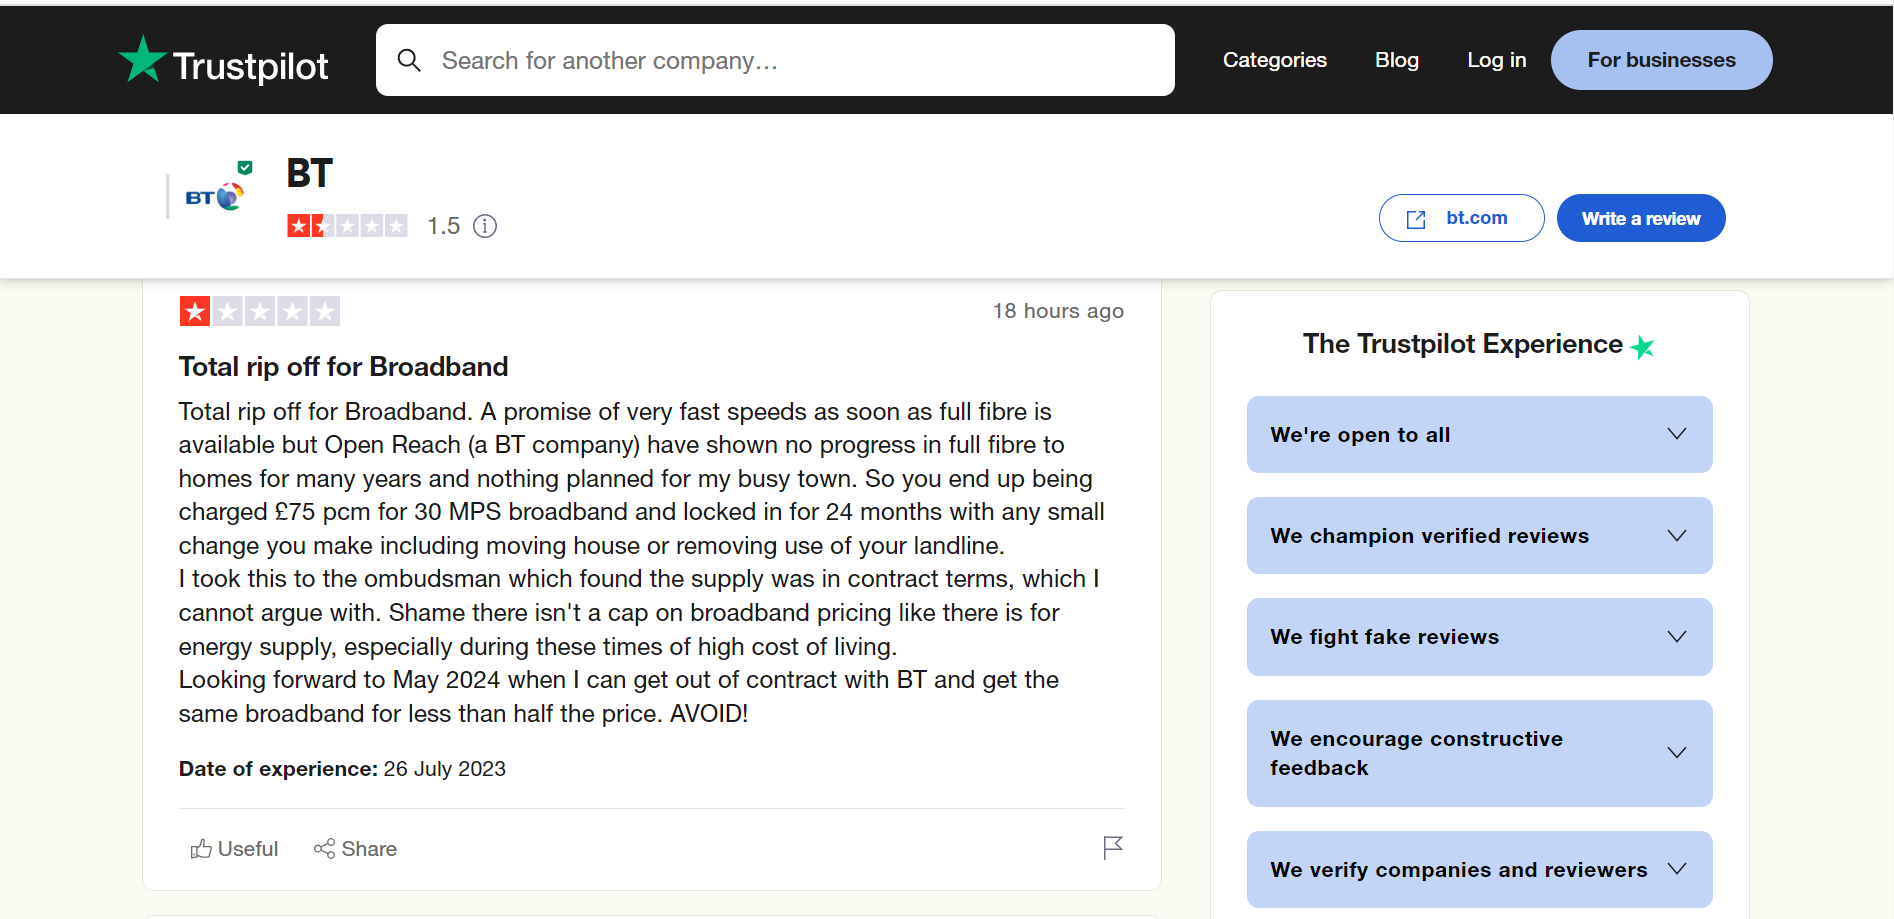 Trustpilot
Search for another company…
Categories
Blog
Log in
For businesses
BT
BT
1.5
bt.com
Write a review
18 hours ago
Total rip off for Broadband
Total rip off for Broadband. A promise of very fast speeds as soon as full fibre is
available but Open Reach (a BT company) have shown no progress in full fibre to
homes for many years and nothing planned for my busy town. So you end up being
charged £75 pcm for 30 MPS broadband and locked in for 24 months with any small
change you make including moving house or removing use of your landline.
I took this to the ombudsman which found the supply was in contract terms, which I
cannot argue with. Shame there isn't a cap on broadband pricing like there is for
energy supply, especially during these times of high cost of living.
Looking forward to May 2024 when I can get out of contract with BT and get the
same broadband for less than half the price. AVOID!
Date of experience: 26 July 2023
Useful
Share
The Trustpilot Experience
We're open to all
We champion verified reviews
We fight fake reviews
We encourage constructive
feedback
We verify companies and reviewers